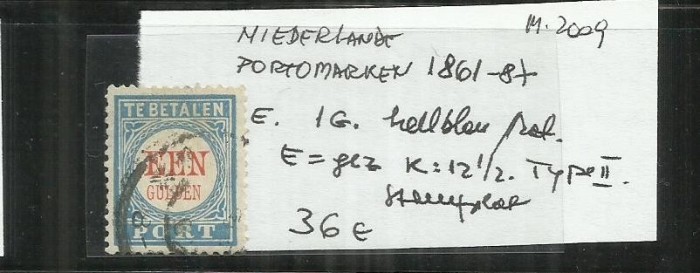 NIEDERLANDE
M. 2009
PORTOMARKEN 1861-87
TE BETALEN
EEN
GULDEN
PORT
E. 1G. hellblau / rot.
E = gez K: 12 1/2. Type II.
36 €